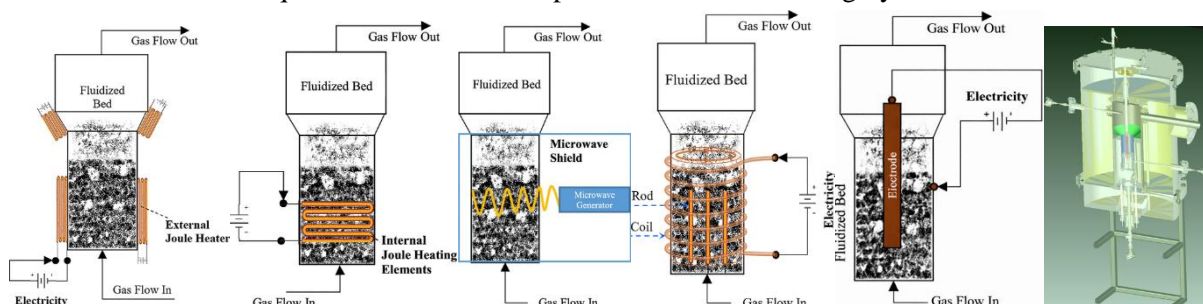 Gas Flow Out
Fluidized
Bed
External
Joule Heater
Electricity
Gas Flow In
Gas Flow Out
Fluidized Bed
Internal
Joule Heating
Elements
Gas Flow In
Gas Flow Out
Fluidized Bed
Microwave
Shield
Microwave
Generator
Gas Flow In
Gas Flow Out
Fluidized Bed
Rod
Coil
Electricity
Gas Flow In
Gas Flow Out
Fluidized Bed
Electrode
Electricity
Gas Flow In